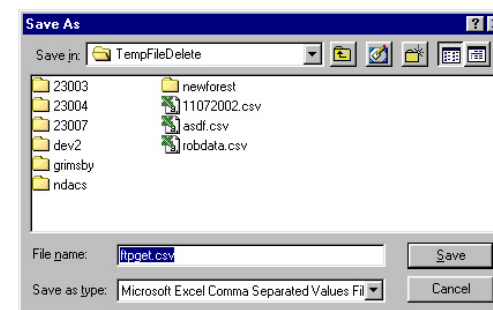 Save As
Save in: TempFileDelete
23003 newforest
23004 11072002.csv
23007 asdf.csv
dev2 robdata.csv
grimsby
ndacs
File name: ftpget.csv Save
Save as type: Microsoft Excel Comma Separated Values Fil Cancel